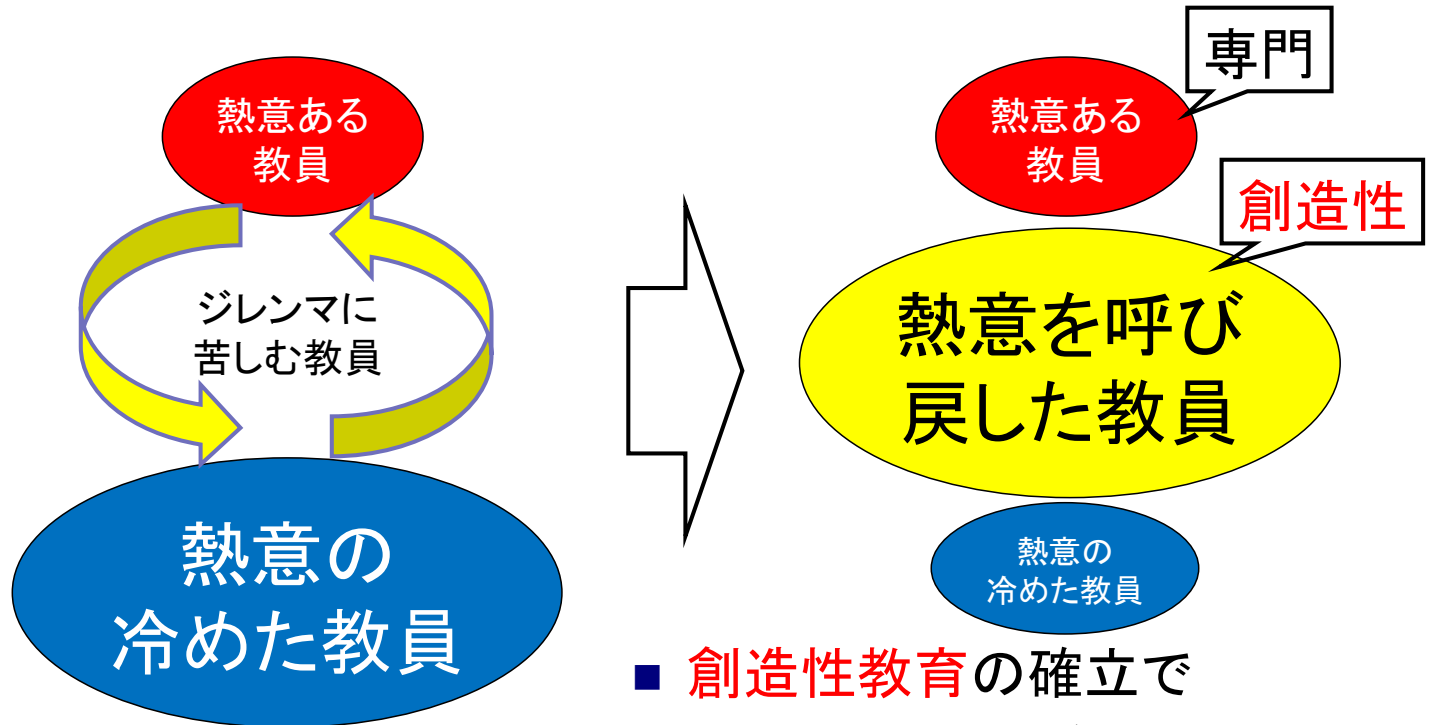 熱意ある
教員
ジレンマに
苦しむ教員
熱意の
冷めた教員
専門
熱意ある
教員
創造性
熱意を呼び
戻した教員
熱意の
冷めた教員
■ 創造性教育の確立で